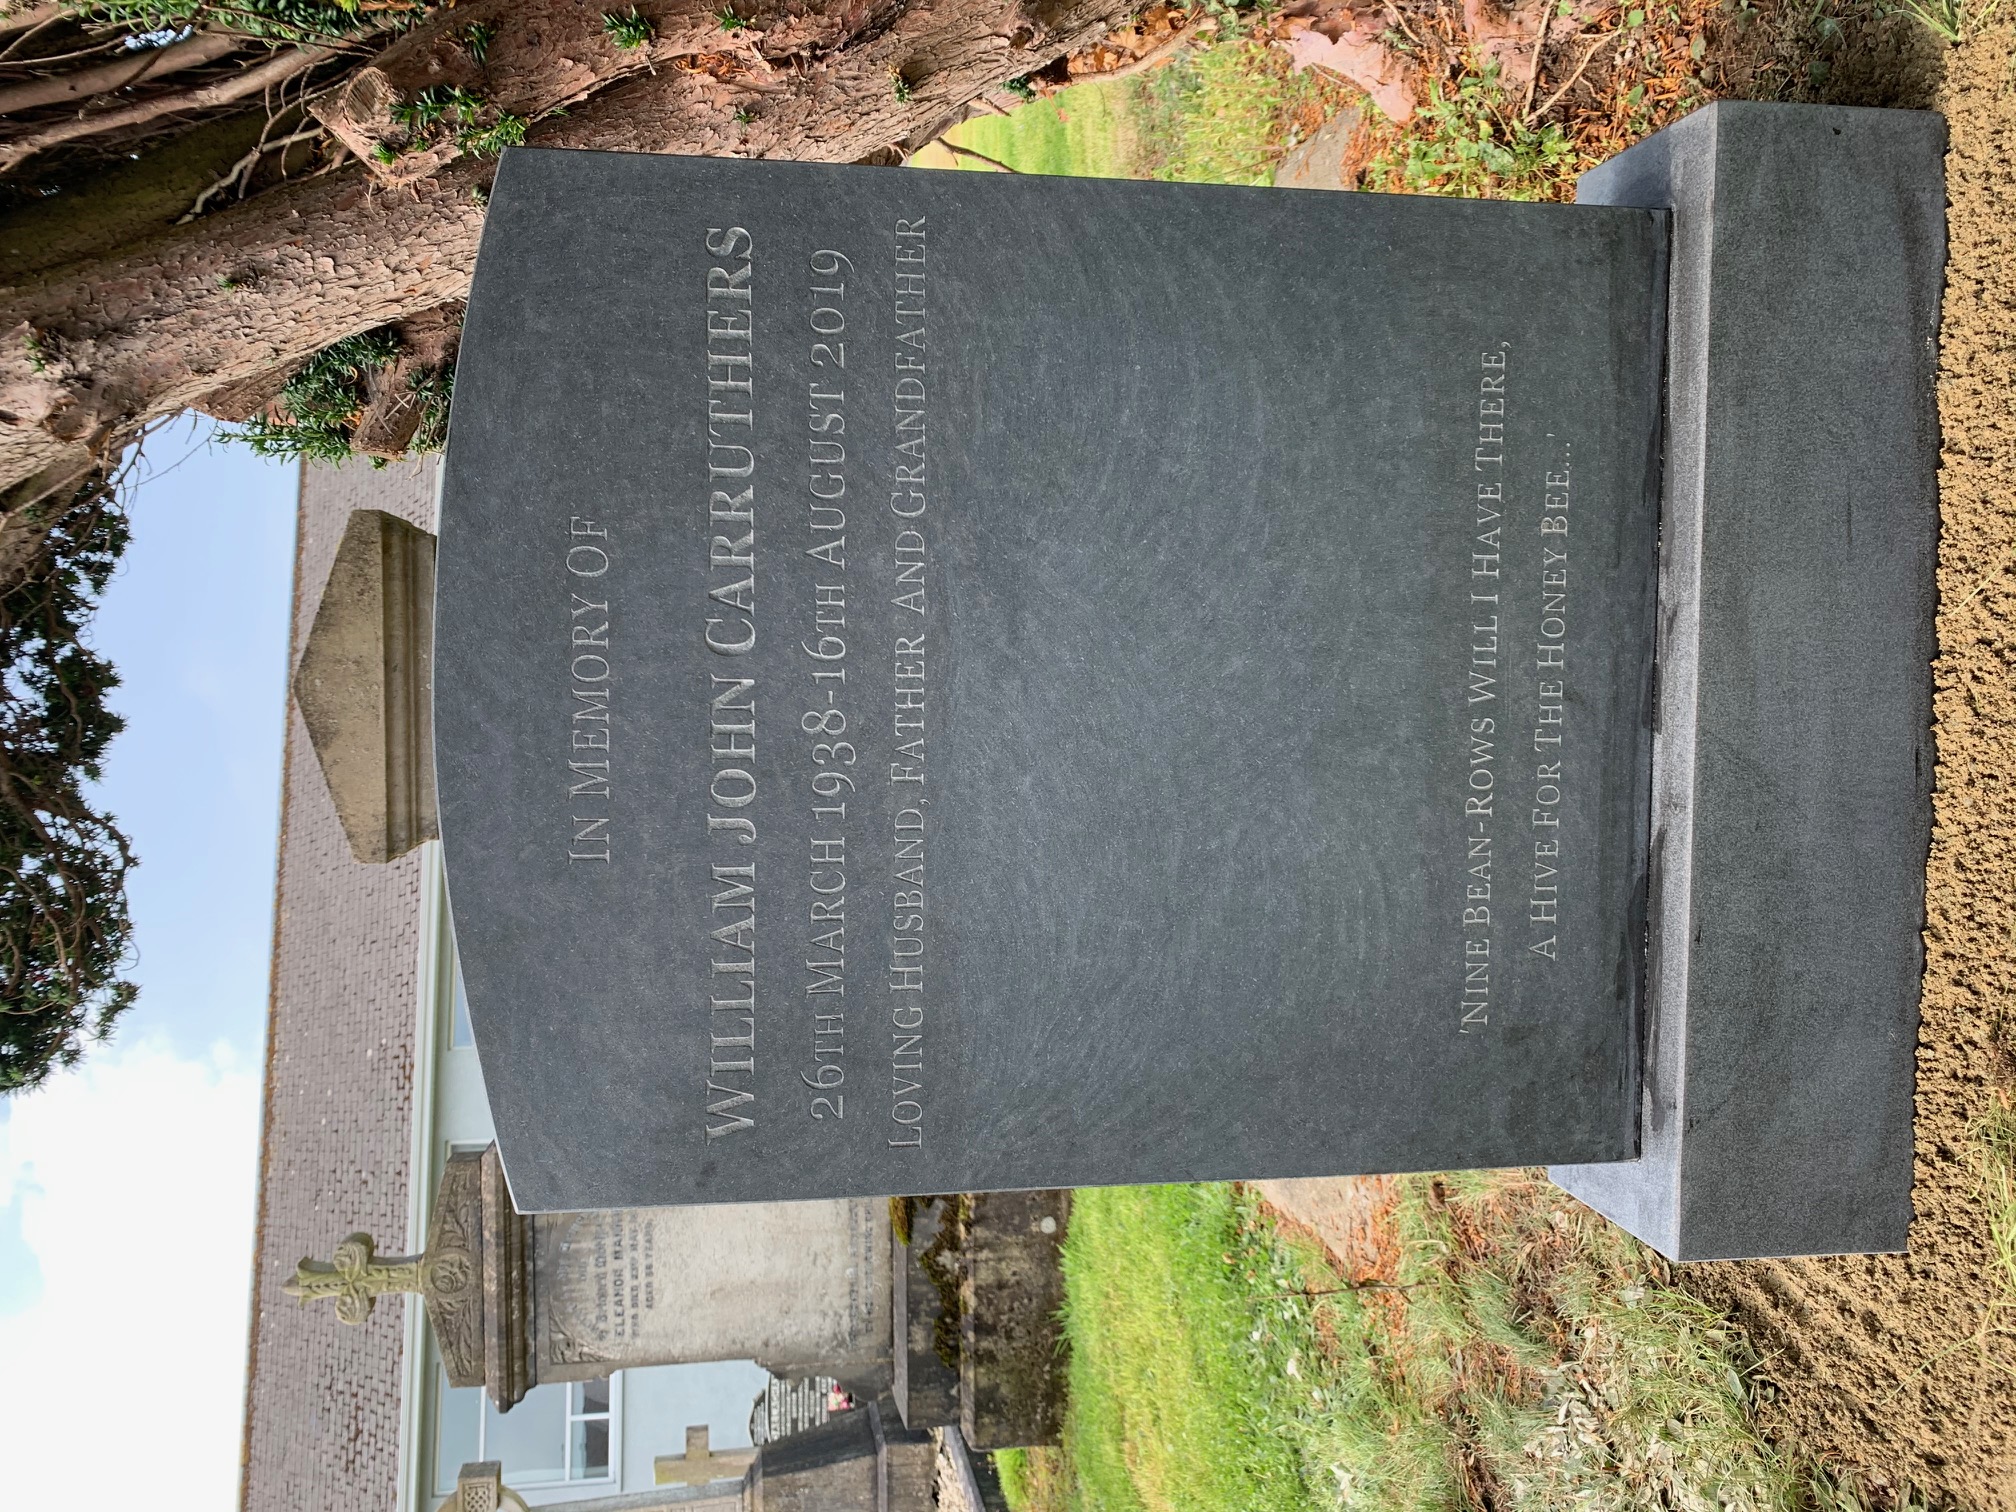 IN MEMORY OF
WILLIAM JOHN CARRUTHERS
26TH MARCH 1938-16TH AUGUST 2019
LOVING HUSBAND, FATHER AND GRANDFATHER
'NINE BEAN-ROWS WILL I HAVE THERE,
A HIVE FOR THE HONEY BEE....'
ELEANOR